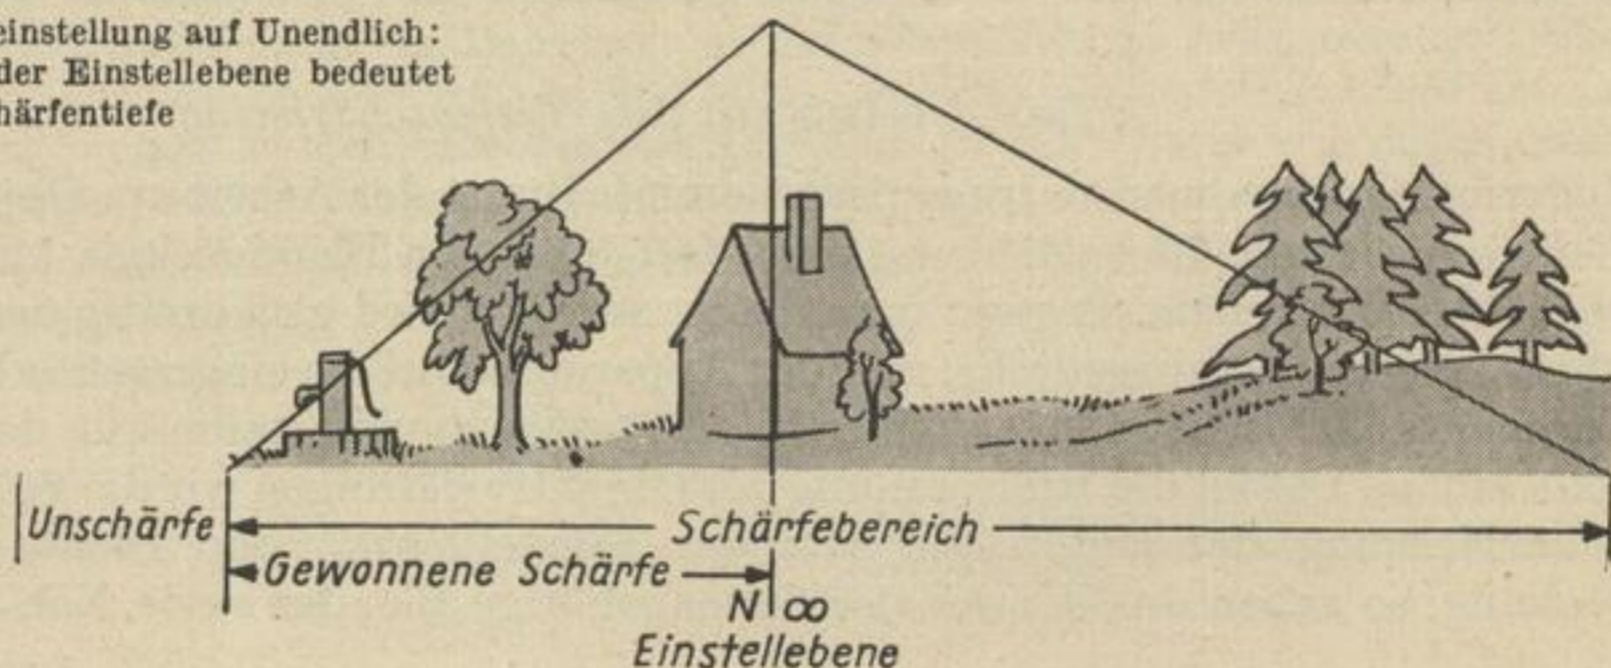 einstellung auf Unendlich:
der Einstellebene bedeutet
härfentiefe
Unschärfe
Schärfebereich
Gewonnene Schärfe
N ∞
Einstellebene